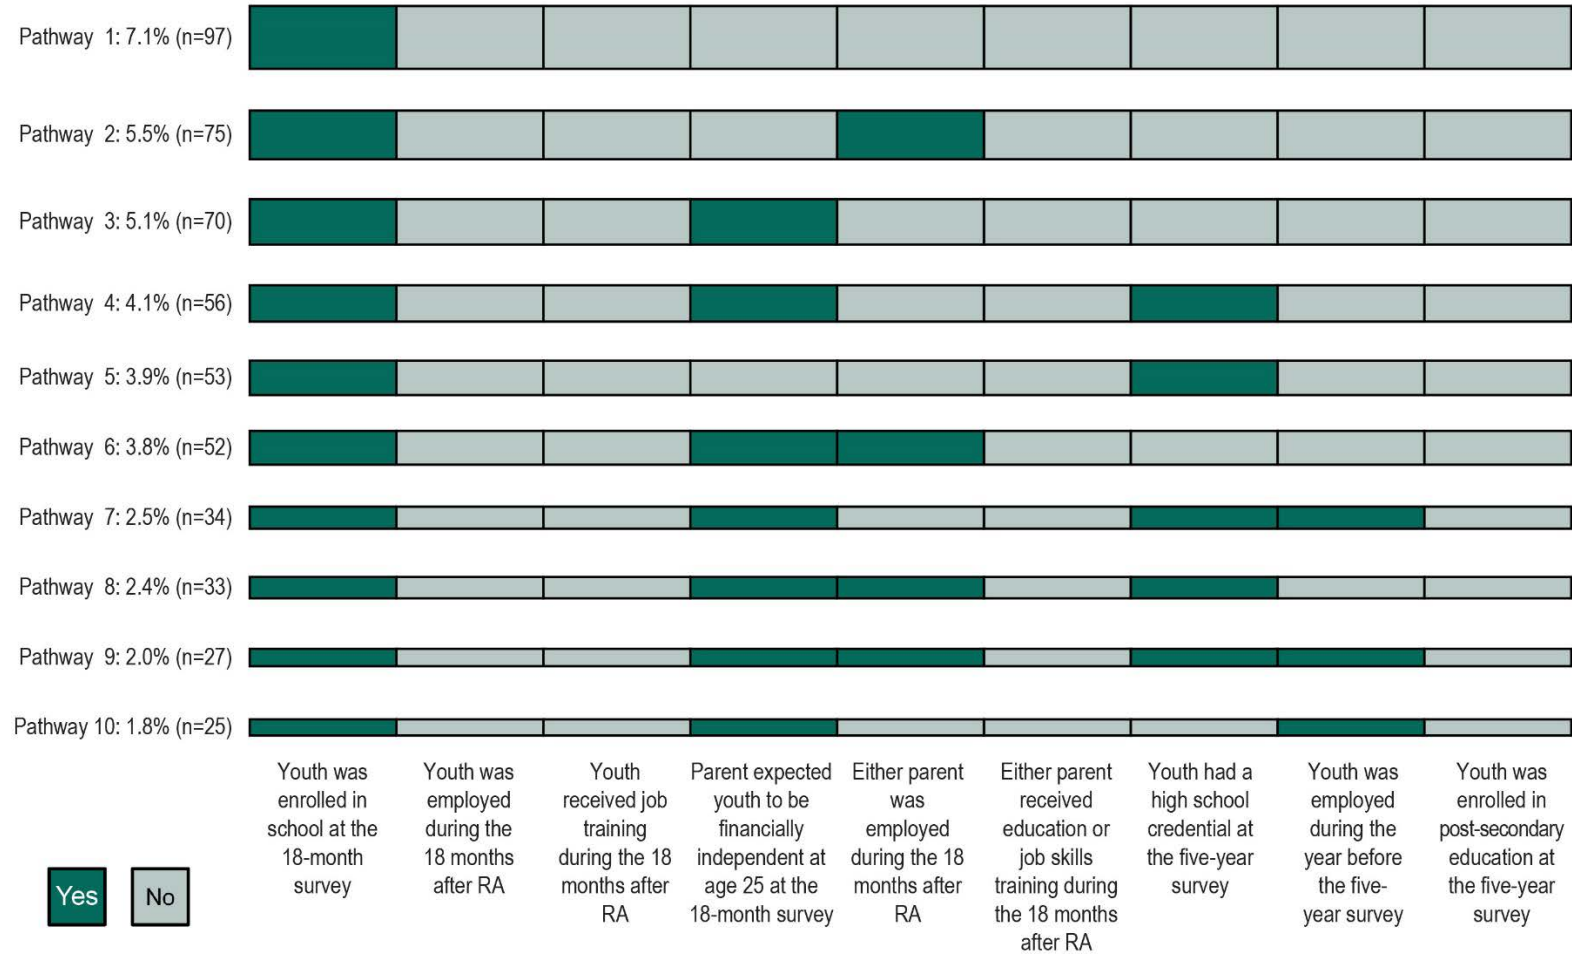 Pathway 1: 7.1% (n=97)
Pathway 2: 5.5% (n=75)
Pathway 3: 5.1% (n=70)
Pathway 4: 4.1% (n=56)
Pathway 5: 3.9% (n=53)
Pathway 6: 3.8% (n=52)
Pathway 7: 2.5% (n=34)
Pathway 8: 2.4% (n=33)
Pathway 9: 2.0% (n=27)
Pathway 10: 1.8% (n=25)
Youth was
enrolled in
school at the
18-month
survey
Youth was
employed
during the
18 months
after RA
Youth
received job
training
during the 18
months after
RA
Parent expected
youth to be
financially
independent at
age 25 at the
18-month survey
Either parent
was
employed
during the 18
months after
RA
Either parent
received
education or
job skills
training during
the 18 months
after RA
Youth had a
high school
credential at
the five-year
survey
Youth was
employed
during the
year before
the five-
year survey
Youth was
enrolled in
post-secondary
education at
the five-year
survey
Yes
No